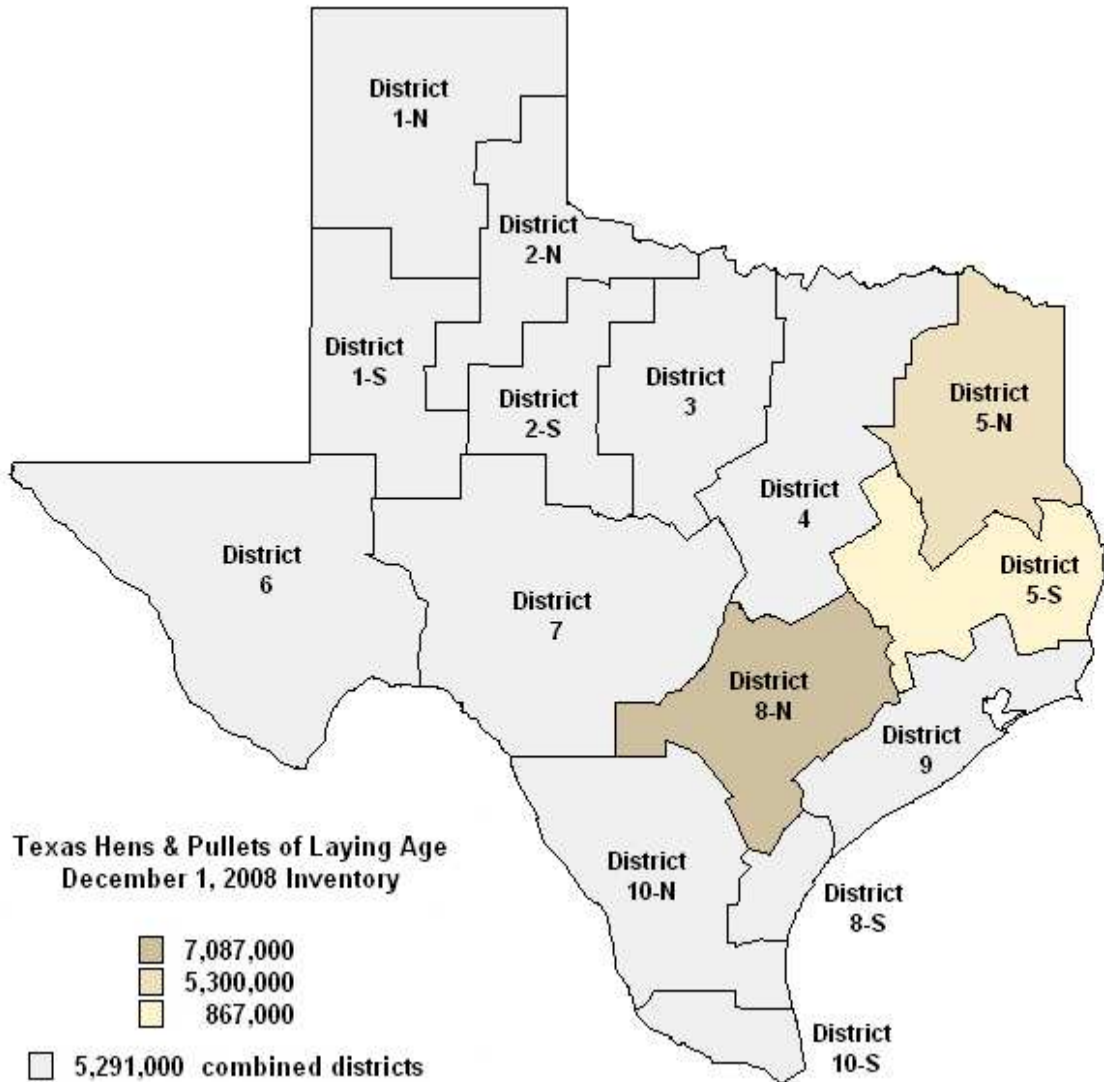 District
1-N
District
2-N
District
1-S
District
2-S
District
3
District
4
District
5-N
District
5-S
District
6
District
7
District
8-N
District
9
District
10-N
District
8-S
District
10-S
Texas Hens & Pullets of Laying Age
December 1, 2008 Inventory
7,087,000
5,300,000
867,000
5,291,000 combined districts